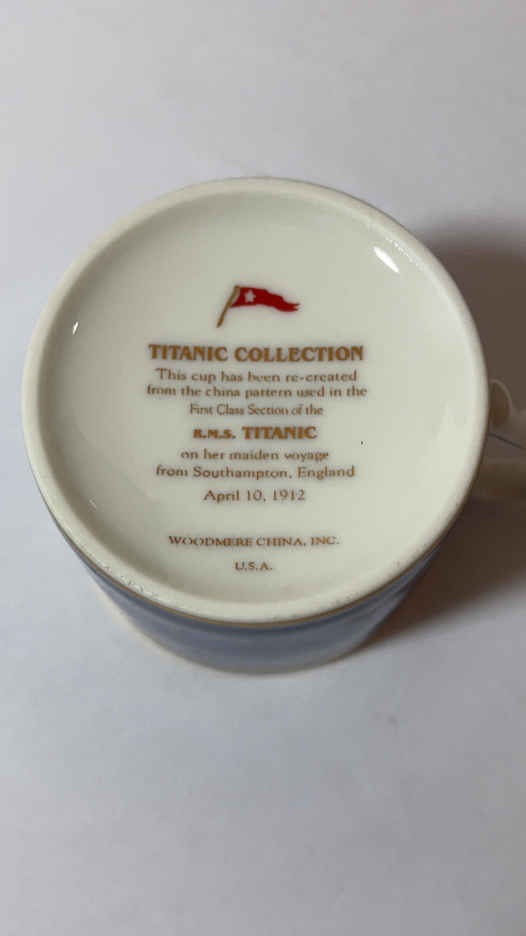 TITANIC COLLECTION
This cup has been re-created
from the china pattern used in the
First Class Section of the
R.M.S. TITANIC
on her maiden voyage
from Southampton, England
April 10, 1912
WOODMERE CHINA, INC.
U.S.A.